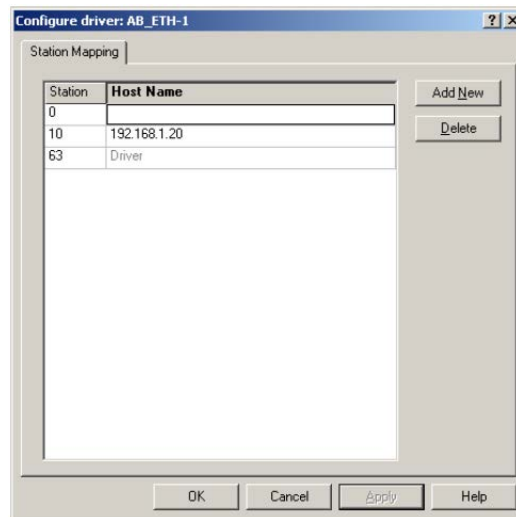 Configure driver: AB_ETH-1
Station Mapping
Station Host Name
0
10 192.168.1.20
63 Driver
Add New
Delete
OK Cancel Apply Help